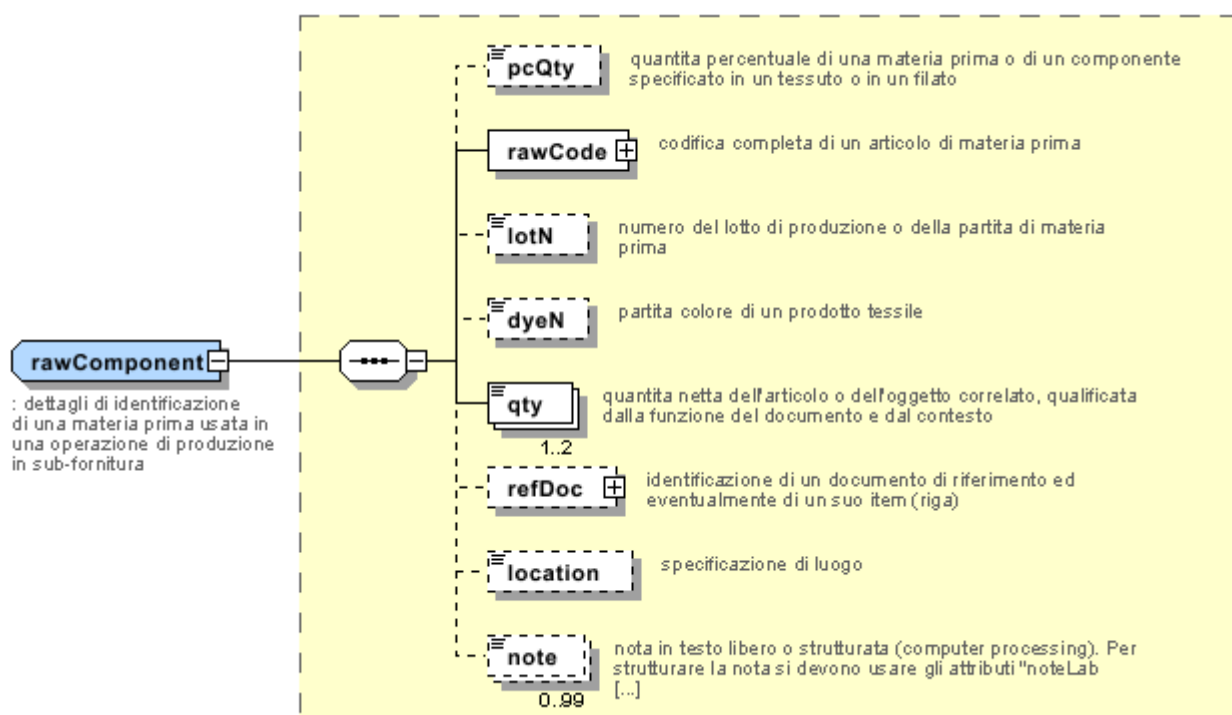 pcQty
quantita percentuale di una materia prima o di un componente
specificato in un tessuto o in un filato
rawCode
codifica completa di un articolo di materia prima
lotN
numero del lotto di produzione o della partita di materia
prima
dyeN
partita colore di un prodotto tessile
rawComponent
: dettagli di identificazione
di una materia prima usata in
una operazione di produzione
in sub-fornitura
qty
1..2
quantita netta dell'articolo o dell'oggetto correlato, qualificata
dalla funzione del documento e dal contesto
refDoc
identificazione di un documento di riferimento ed
eventualmente di un suo item (riga)
location
specificazione di luogo
note
0..99
nota in testo libero o strutturata (computer processing). Per
strutturare la nota si devono usare gli attributi "noteLab
[...]